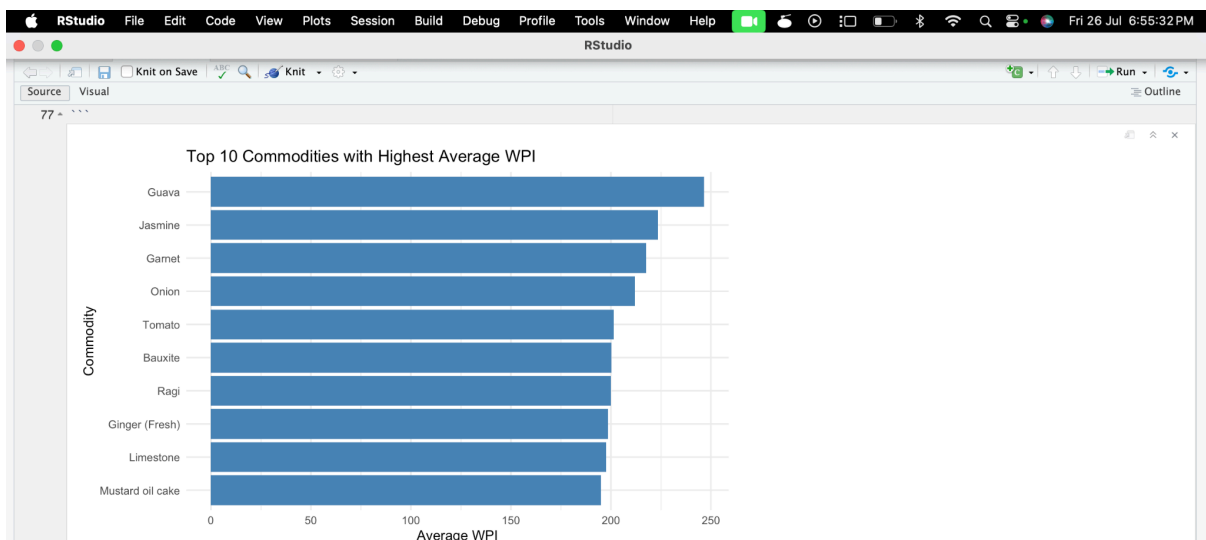 RStudio File Edit Code View Plots Session Build Debug Profile Tools Window Help Fri 26 Jul 6:55:32 PM
RStudio
Knit on Save ABC Knit Run
Source Visual Outline
77 ```
Top 10 Commodities with Highest Average WPI
Commodity
Guava
Jasmine
Garnet
Onion
Tomato
Bauxite
Ragi
Ginger (Fresh)
Limestone
Mustard oil cake
0 50 100 150 200 250
Average WPI